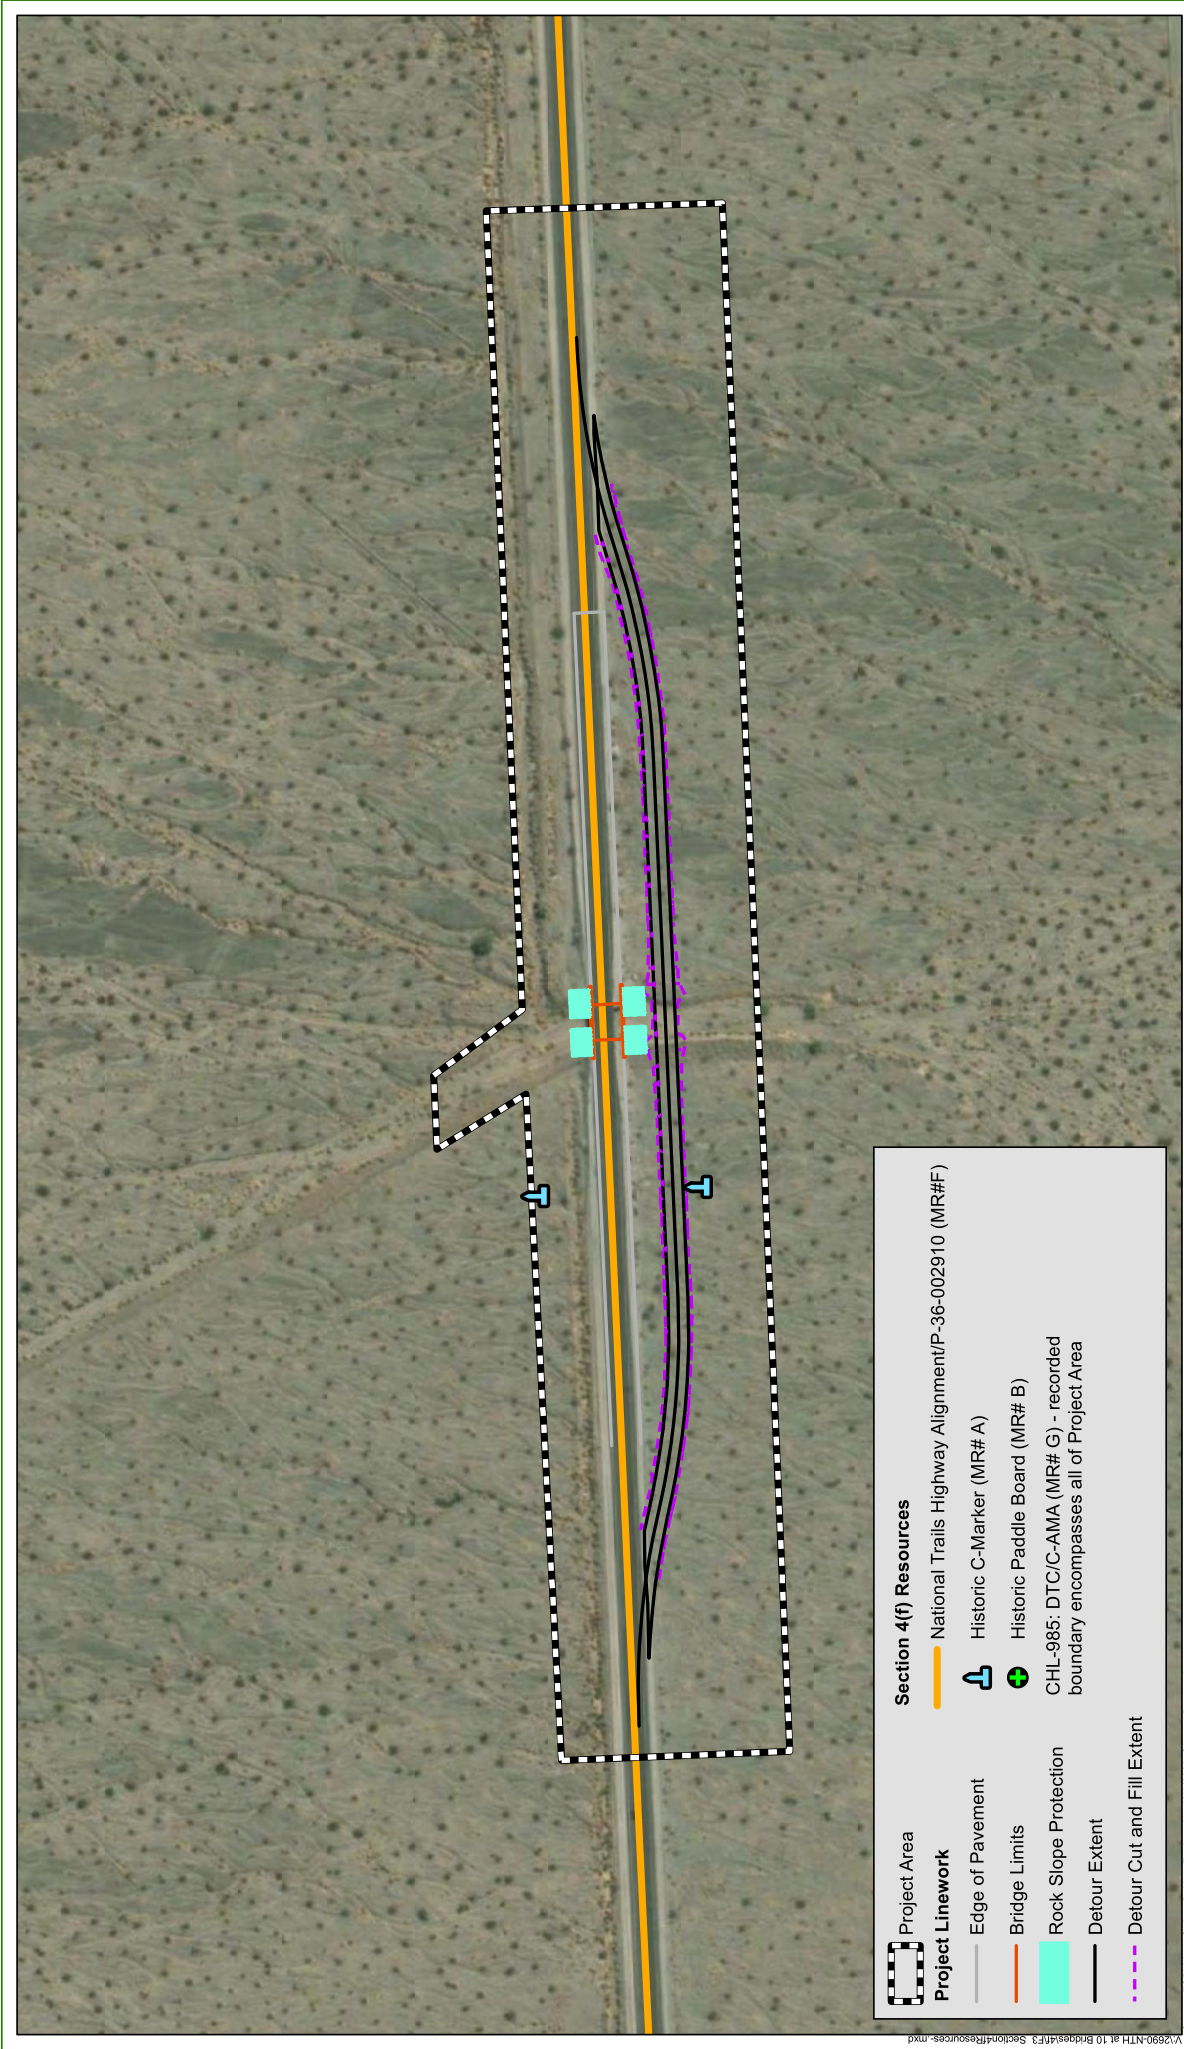 Project Area
Project Linework
Edge of Pavement
Bridge Limits
Rock Slope Protection
Detour Extent
Detour Cut and Fill Extent
Section 4(f) Resources
National Trails Highway Alignment/P-36-002910 (MR#F)
Historic C-Marker (MR# A)
Historic Paddle Board (MR# B)
CHL-985: DTC/C-AMA (MR# G) - recorded
boundary encompasses all of Project Area